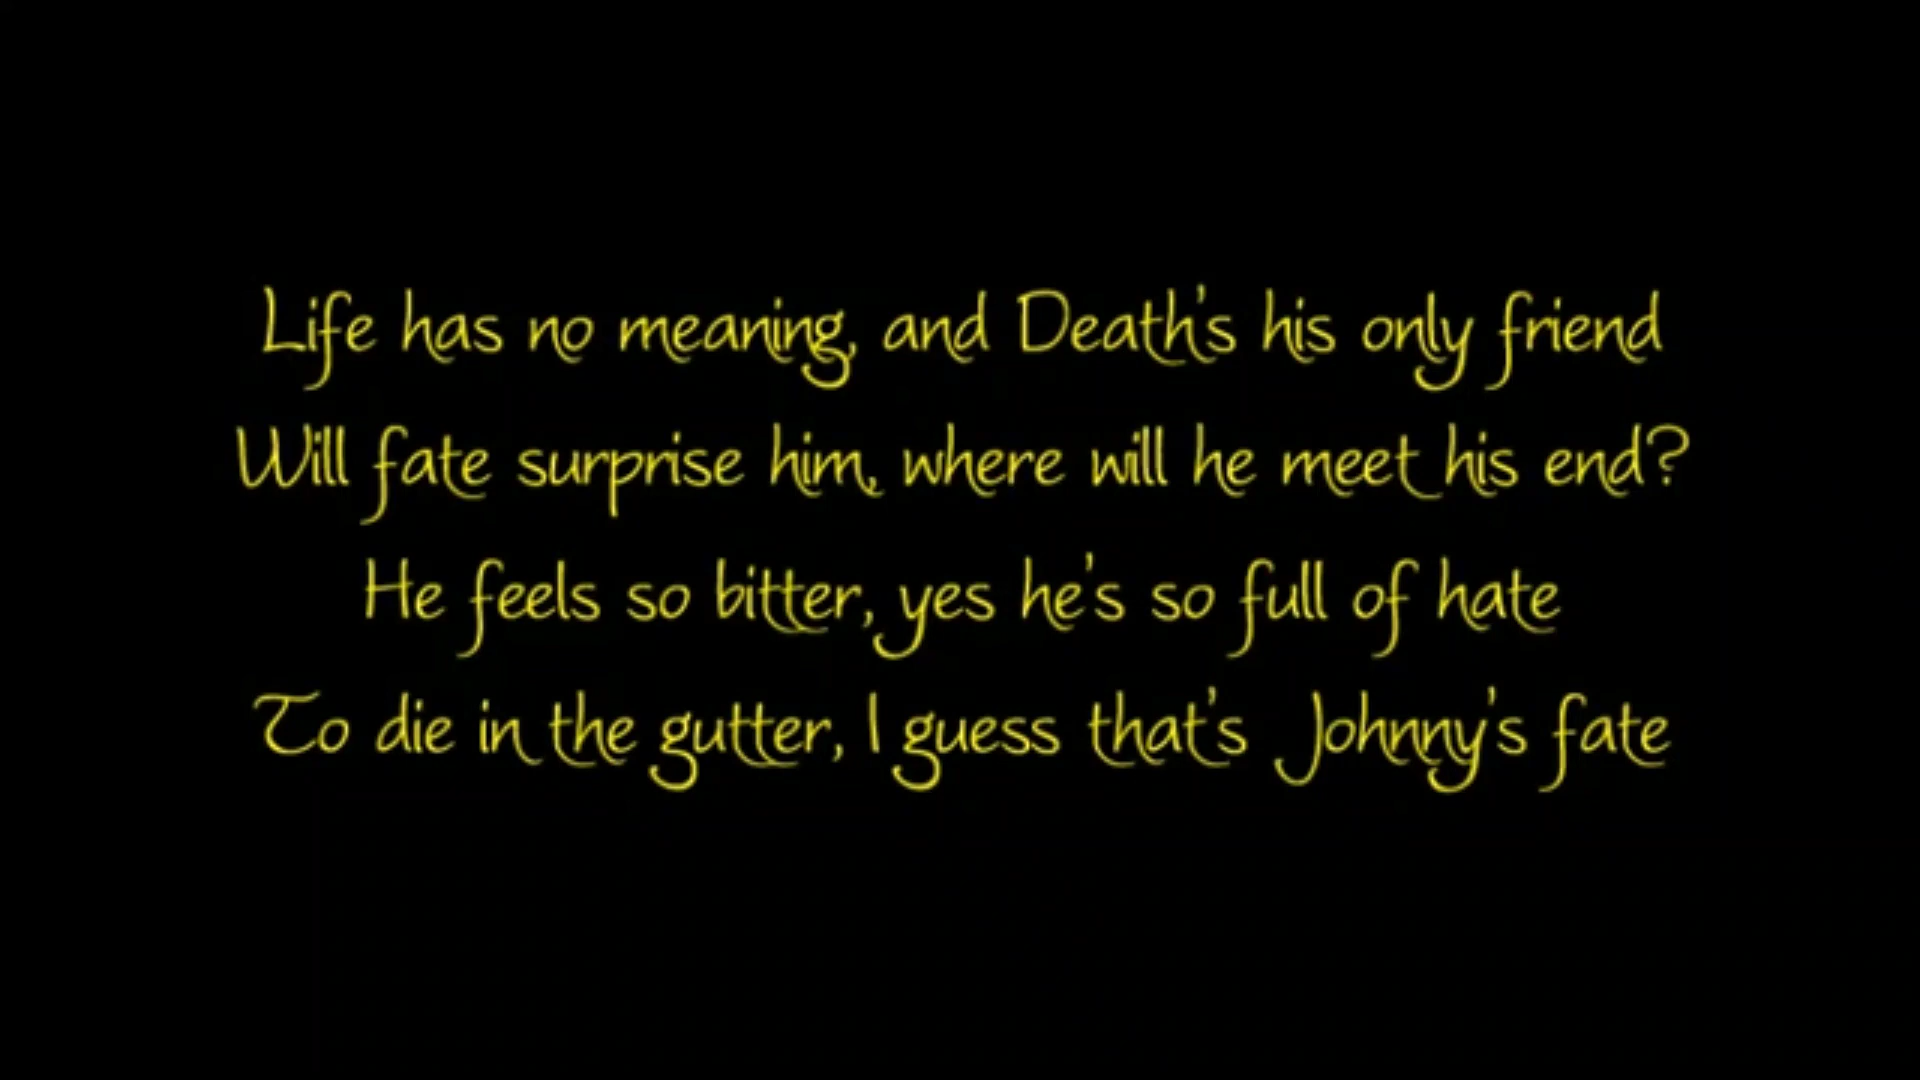 Life has no meaning, and Death's his only friend
Will fate surprise him, where will he meet his end?
He feels so bitter, yes he's so full of hate
To die in the gutter, I guess that's Johnny's fate